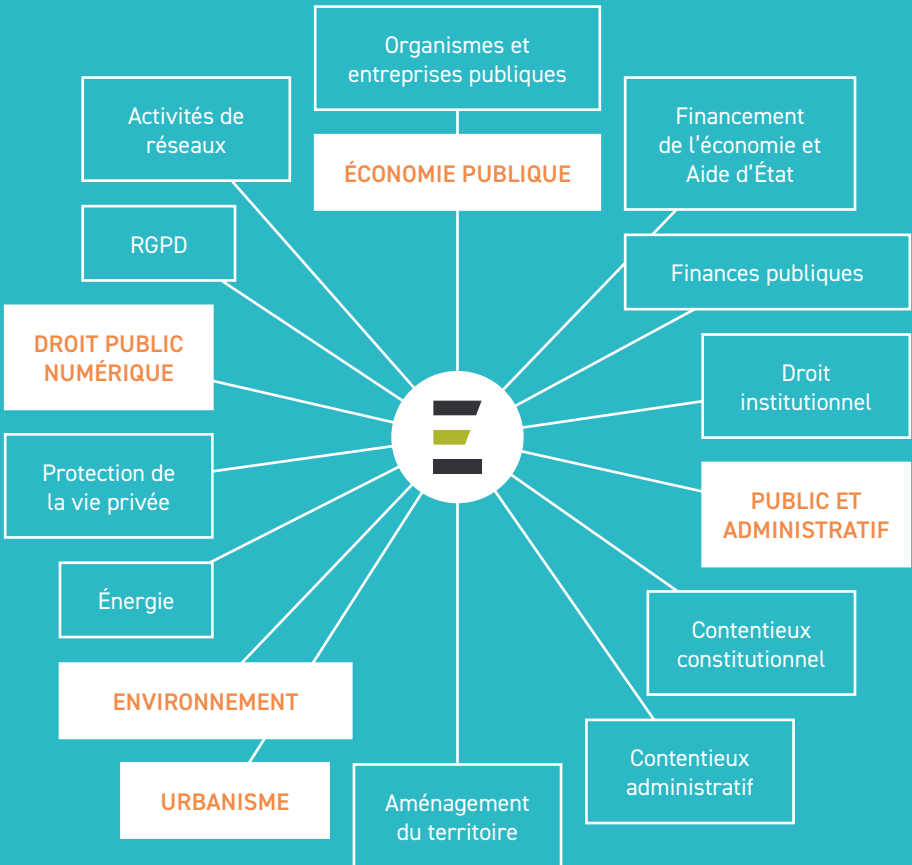 Organismes et
entreprises publiques
Activités de
réseaux
Financement
de l'économie et
Aide d'État
ÉCONOMIE PUBLIQUE
RGPD
Finances publiques
DROIT PUBLIC
NUMÉRIQUE
Droit
institutionnel
Protection de
la vie privée
PUBLIC ET
ADMINISTRATIF
Énergie
Contentieux
constitutionnel
ENVIRONNEMENT
Contentieux
administratif
URBANISME
Aménagement
du territoire